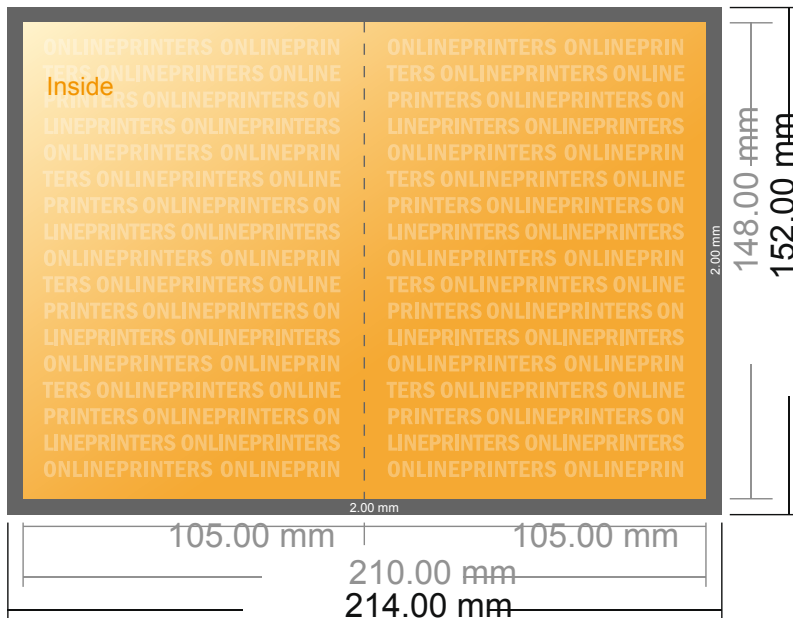 ONLINEPRINTERS ONLINEPRIN
TERS ONLINEPRINTERS ONLINE
PRINTERS ONLINEPRINTERS ON
LINEPRINTERS ONLINEPRINTERS
ONLINEPRINTERS ONLINEPRIN
TERS ONLINEPRINTERS ONLINE
PRINTERS ONLINEPRINTERS ON
LINEPRINTERS ONLINEPRINTERS
ONLINEPRINTERS ONLINEPRIN
TERS ONLINEPRINTERS ONLINE
PRINTERS ONLINEPRINTERS ON
LINEPRINTERS ONLINEPRINTERS
ONLINEPRINTERS ONLINEPRIN
TERS ONLINEPRINTERS ONLINE
PRINTERS ONLINEPRINTERS ON
LINEPRINTERS ONLINEPRINTERS
ONLINEPRINTERS ONLINEPRIN
Inside
ONLINEPRINTERS ONLINEPRIN
TERS ONLINEPRINTERS ONLINE
PRINTERS ONLINEPRINTERS ON
LINEPRINTERS ONLINEPRINTERS
ONLINEPRINTERS ONLINEPRIN
TERS ONLINEPRINTERS ONLINE
PRINTERS ONLINEPRINTERS ON
LINEPRINTERS ONLINEPRINTERS
ONLINEPRINTERS ONLINEPRIN
TERS ONLINEPRINTERS ONLINE
PRINTERS ONLINEPRINTERS ON
LINEPRINTERS ONLINEPRINTERS
ONLINEPRINTERS ONLINEPRIN
TERS ONLINEPRINTERS ONLINE
PRINTERS ONLINEPRINTERS ON
LINEPRINTERS ONLINEPRINTERS
ONLINEPRINTERS ONLINEPRIN
2.00 mm
148.00 mm
152.00 mm
2.00 mm
105.00 mm
105.00 mm
210.00 mm
214.00 mm